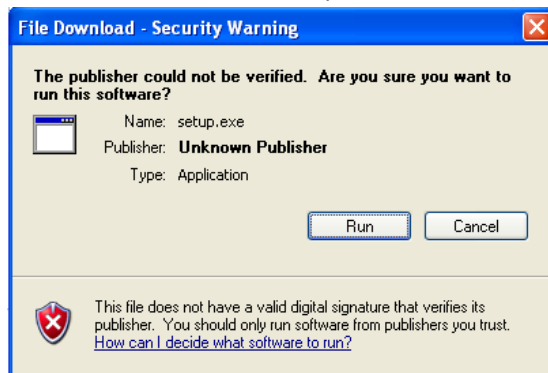 File Download - Security Warning
The publisher could not be verified.  Are you sure you want to
run this software?
Name: setup.exe
Publisher: Unknown Publisher
Type: Application
Run Cancel
This file does not have a valid digital signature that verifies its
publisher.  You should only run software from publishers you trust.
How can I decide what software to run?